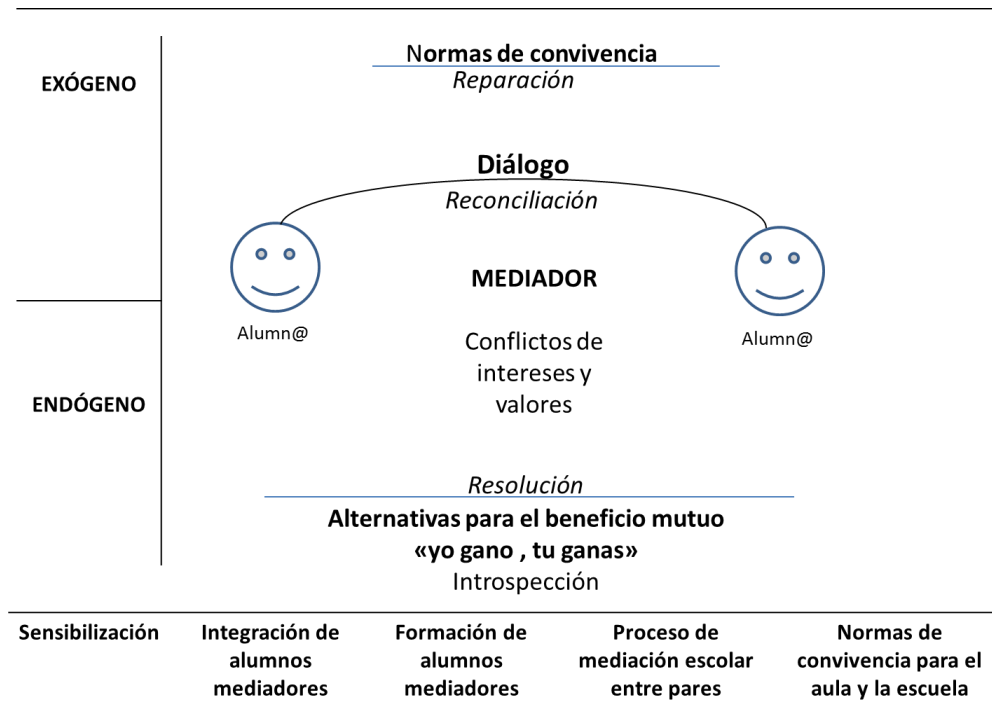 Normas de convivencia
EXÓGENO
Reparación
Diálogo
Reconciliación
MEDIADOR
Alumn@
Alumn@
Conflictos de
intereses y
valores
ENDÓGENO
Resolución
Alternativas para el beneficio mutuo
«yo gano , tu ganas»
Introspección
Sensibilización
Integración de
alumnos
mediadores
Formación de
alumnos
mediadores
Proceso de
mediación escolar
entre pares
Normas de
convivencia para el
aula y la escuela